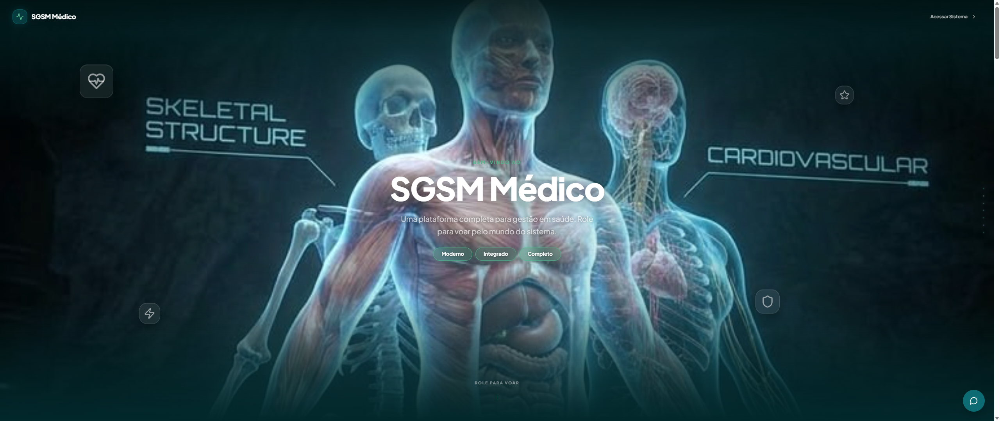 SGSM Médico
Acessar Sistema
SKELETAL
STRUCTURE
CARDIOVASCULAR
BEM-VINDO AO
SGSM Médico
Uma plataforma completa para gestão em saúde. Role
para voar pelo mundo do sistema.
Moderno
Integrado
Completo
ROLE PARA VOAR